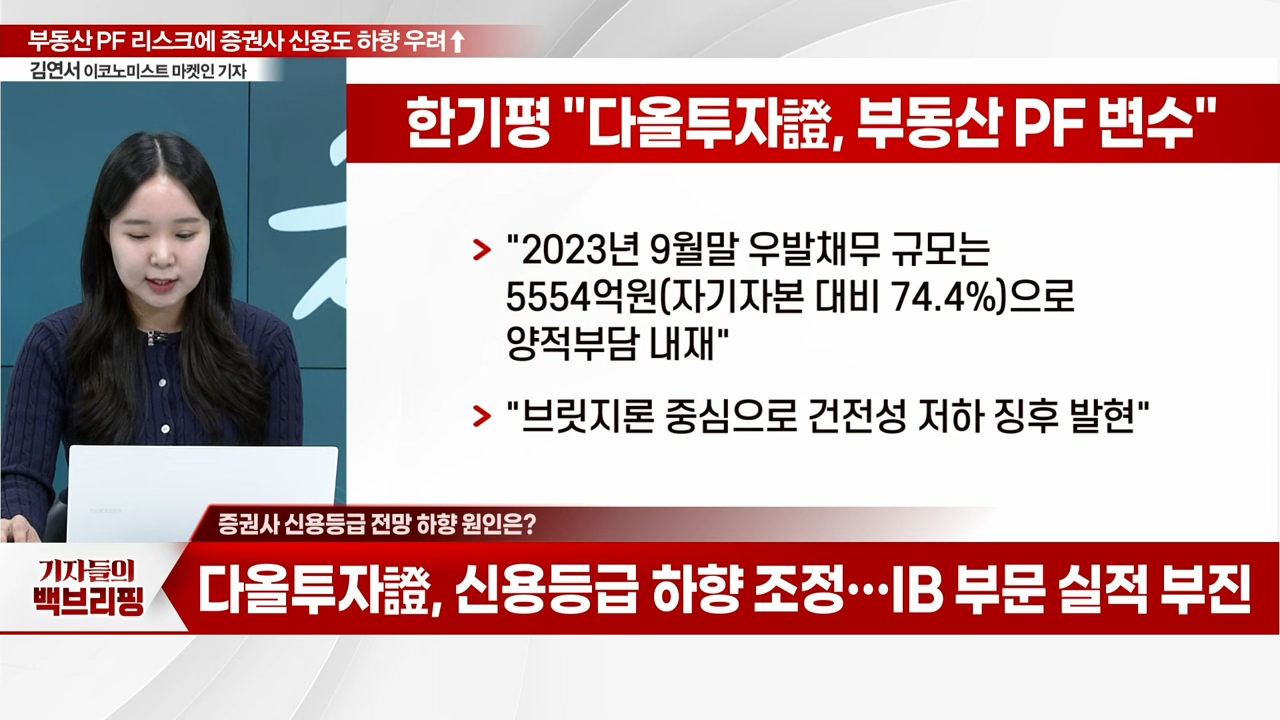 부동산 PF 리스크에 증권사 신용도 하향 우려⬆
김연서 이코노미스트 마켓인 기자
한기평 "다올투자證, 부동산 PF 변수"
> "2023년 9월말 우발채무 규모는
5554억원(자기자본 대비 74.4%)으로
양적부담 내재"
> "브릿지론 중심으로 건전성 저하 징후 발현"
증권사 신용등급 전망 하향 원인은?
기자들의
백브리핑
다올투자證, 신용등급 하향 조정…IB 부문 실적 부진